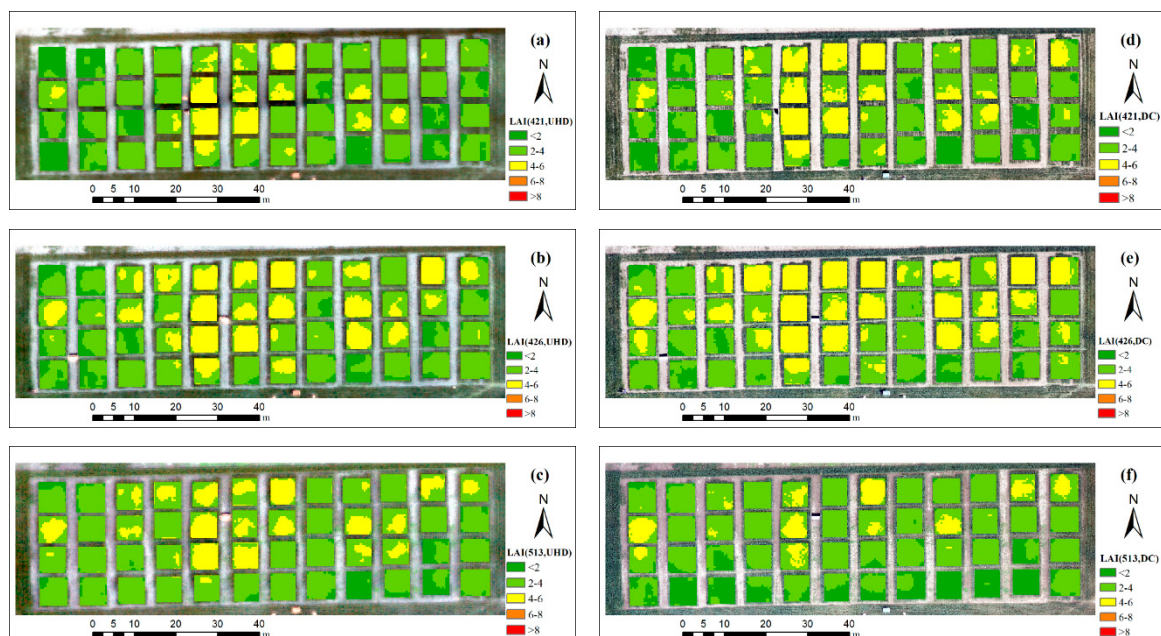 (a)
N
LAI(421,UHD)
<2
2-4
4-6
6-8
>8
0 5 10 20 30 40
m
(d)
N
LAI(421,DC)
<2
2-4
4-6
6-8
>8
0 5 10 20 30 40
m
(b)
N
LAI(426,UHD)
<2
2-4
4-6
6-8
>8
0 5 10 20 30 40
m
(e)
N
LAI(426,DC)
<2
2-4
4-6
6-8
>8
0 5 10 20 30 40
m
(c)
N
LAI(513,UHD)
<2
2-4
4-6
6-8
>8
0 5 10 20 30 40
m
(f)
N
LAI(513,DC)
<2
2-4
4-6
6-8
>8
0 5 10 20 30 40
m